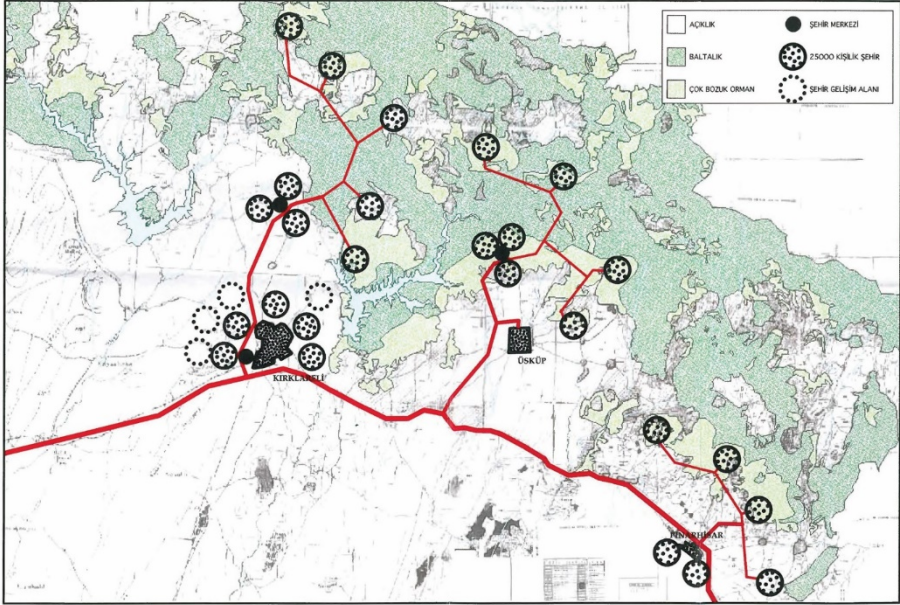 AÇIKLIK
ŞEHİR MERKEZİ
BALTALIK
25000 KİŞİLİK ŞEHİR
ÇOK BOZUK ORMAN
ŞEHİR GELİŞİM ALANI
ÜSKÜP
KIRKLARELİ
PINARHİSAR